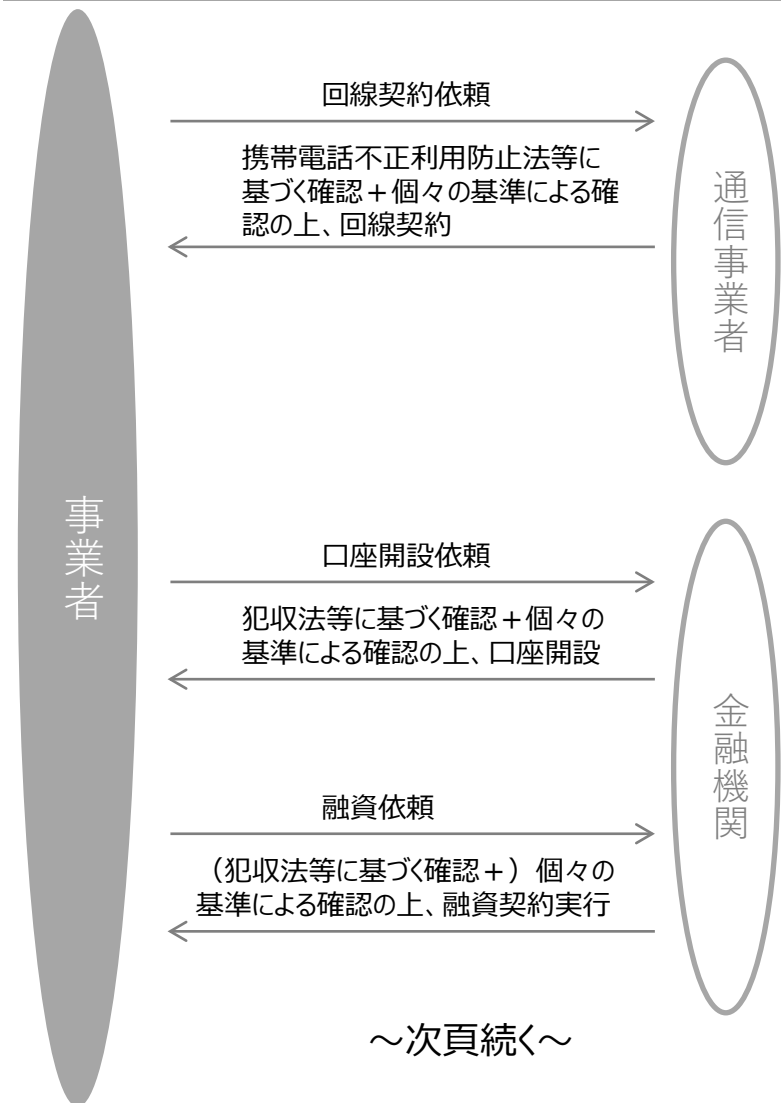 事業者
回線契約依頼
携帯電話不正利用防止法等に
基づく確認+個々の基準による確
認の上、回線契約
通信事業者
口座開設依頼
犯収法等に基づく確認+個々の
基準による確認の上、口座開設
融資依頼
(犯収法等に基づく確認+)個々の
基準による確認の上、融資契約実行
金融機関
~次頁続く~